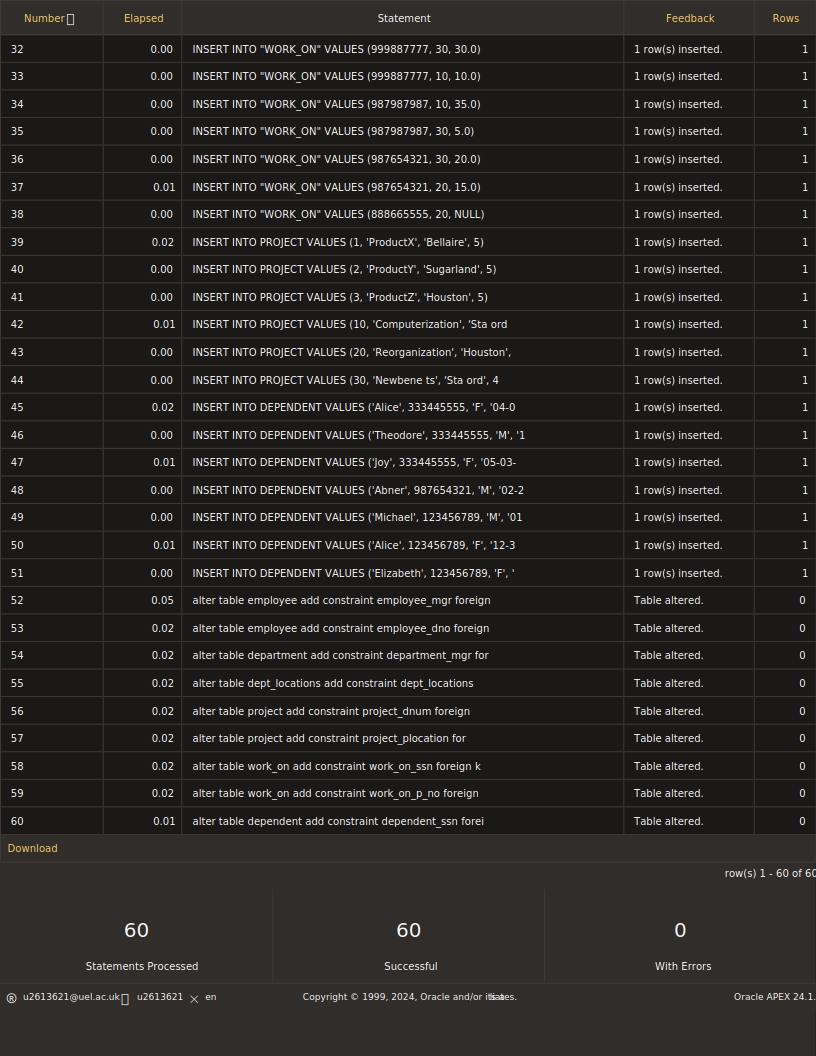 Number Elapsed Statement Feedback Rows
32 0.00 INSERT INTO "WORK_ON" VALUES (999887777, 30, 30.0) 1 row(s) inserted. 1
33 0.00 INSERT INTO "WORK_ON" VALUES (999887777, 10, 10.0) 1 row(s) inserted. 1
34 0.00 INSERT INTO "WORK_ON" VALUES (987987987, 10, 35.0) 1 row(s) inserted. 1
35 0.00 INSERT INTO "WORK_ON" VALUES (987987987, 30, 5.0) 1 row(s) inserted. 1
36 0.00 INSERT INTO "WORK_ON" VALUES (987654321, 30, 20.0) 1 row(s) inserted. 1
37 0.01 INSERT INTO "WORK_ON" VALUES (987654321, 20, 15.0) 1 row(s) inserted. 1
38 0.00 INSERT INTO "WORK_ON" VALUES (888665555, 20, NULL) 1 row(s) inserted. 1
39 0.02 INSERT INTO PROJECT VALUES (1, 'ProductX', 'Bellaire', 5) 1 row(s) inserted. 1
40 0.00 INSERT INTO PROJECT VALUES (2, 'ProductY', 'Sugarland', 5) 1 row(s) inserted. 1
41 0.00 INSERT INTO PROJECT VALUES (3, 'ProductZ', 'Houston', 5) 1 row(s) inserted. 1
42 0.01 INSERT INTO PROJECT VALUES (10, 'Computerization', 'Sta ord 1 row(s) inserted. 1
43 0.00 INSERT INTO PROJECT VALUES (20, 'Reorganization', 'Houston', 1 row(s) inserted. 1
44 0.00 INSERT INTO PROJECT VALUES (30, 'Newbene ts', 'Sta ord', 4 1 row(s) inserted. 1
45 0.02 INSERT INTO DEPENDENT VALUES ('Alice', 333445555, 'F', '04-0 1 row(s) inserted. 1
46 0.00 INSERT INTO DEPENDENT VALUES ('Theodore', 333445555, 'M', '1 1 row(s) inserted. 1
47 0.01 INSERT INTO DEPENDENT VALUES ('Joy', 333445555, 'F', '05-03- 1 row(s) inserted. 1
48 0.00 INSERT INTO DEPENDENT VALUES ('Abner', 987654321, 'M', '02-2 1 row(s) inserted. 1
49 0.00 INSERT INTO DEPENDENT VALUES ('Michael', 123456789, 'M', '01 1 row(s) inserted. 1
50 0.01 INSERT INTO DEPENDENT VALUES ('Alice', 123456789, 'F', '12-3 1 row(s) inserted. 1
51 0.00 INSERT INTO DEPENDENT VALUES ('Elizabeth', 123456789, 'F', ' 1 row(s) inserted. 1
52 0.05 alter table employee add constraint employee_mgr foreign Table altered. 0
53 0.02 alter table employee add constraint employee_dno foreign Table altered. 0
54 0.02 alter table department add constraint department_mgr for Table altered. 0
55 0.02 alter table dept_locations add constraint dept_locations Table altered. 0
56 0.02 alter table project add constraint project_dnum foreign Table altered. 0
57 0.02 alter table project add constraint project_plocation for Table altered. 0
58 0.02 alter table work_on add constraint work_on_ssn foreign k Table altered. 0
59 0.02 alter table work_on add constraint work_on_p_no foreign Table altered. 0
60 0.01 alter table dependent add constraint dependent_ssn forei Table altered. 0
Download
row(s) 1 - 60 of 60
60 60 0
Statements Processed Successful With Errors
® u2613621@uel.ac.uk u2613621 en Copyright © 1999, 2024, Oracle and/or Oracle APEX 24.1.